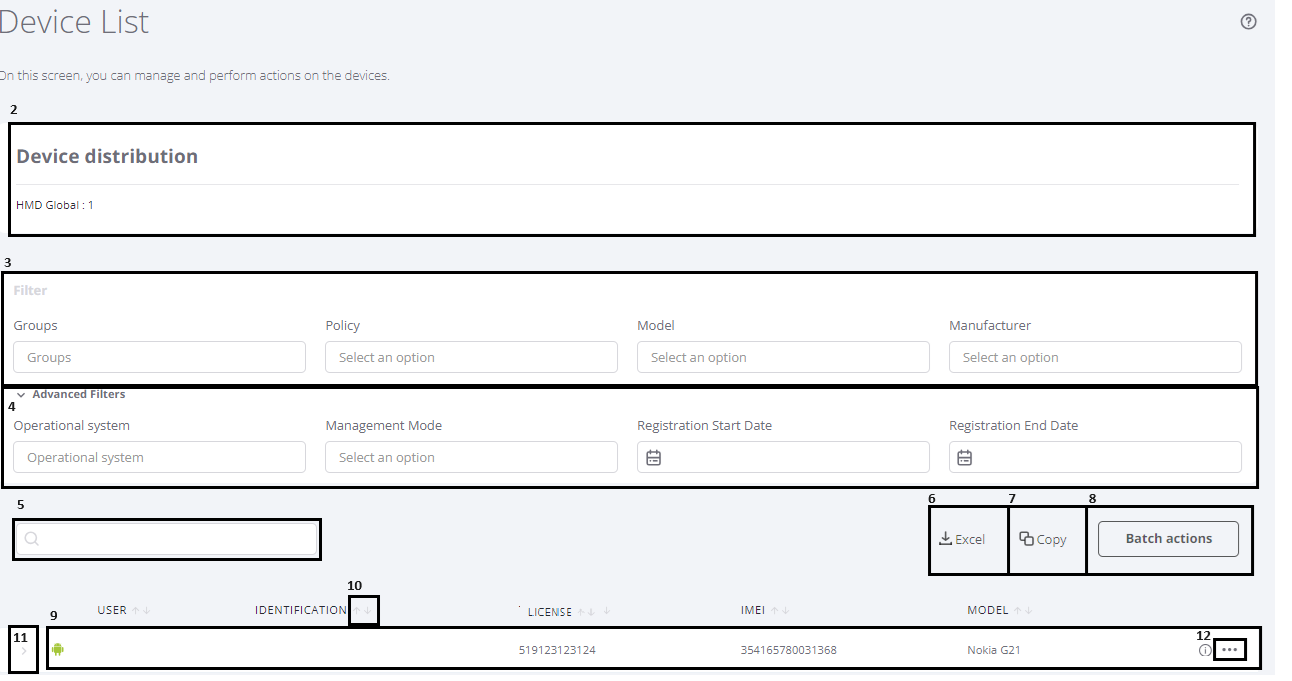 Device List
On this screen, you can manage and perform actions on the devices.
2
Device distribution
HMD Global : 1
3
Filter
Groups Policy Model Manufacturer
Groups Select an option Select an option Select an option
Advanced Filters
4
Operational system Management Mode Registration Start Date Registration End Date
Operational system Select an option
5 6 7 8
Excel Copy Batch actions
10
9 USER IDENTIFICATION LICENSE IMEI MODEL
11 12
519123123124 354165780031368 Nokia G21